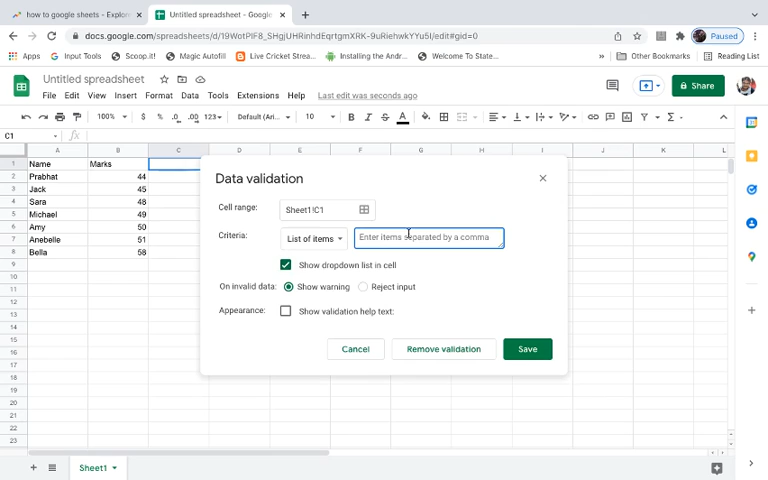 how to google sheets - Explor
Untitled spreadsheet - Google
docs.google.com/spreadsheets/d/19WotPlF8_SHgjUHRinhdEqrtgmXRK-9uRiehwkYYu5I/edit#gid=0
Paused
Apps
Input Tools
Scoop.it!
Magic Autofill
Live Cricket Strea...
Installing the Andr...
Welcome To State...
»
Other Bookmarks
Reading List
Untitled spreadsheet
File Edit View Insert Format Data Tools Extensions Help Last edit was seconds ago
Share
100% $ % .0 .00 123 Default (Ari... 10 B I S A
C1 fx
A B C D E F G H I J K L
1 Name Marks
2 Prabhat 44
3 Jack 45
4 Sara 48
5 Michael 49
6 Amy 50
7 Anebelle 51
8 Bella 58
9
10
11
12
13
14
15
16
17
18
19
20
21
22
23
Data validation
Cell range: Sheet1!C1
Criteria: List of items Enter items separated by a comma
Show dropdown list in cell
On invalid data: Show warning Reject input
Appearance: Show validation help text:
Cancel Remove validation Save
Sheet1